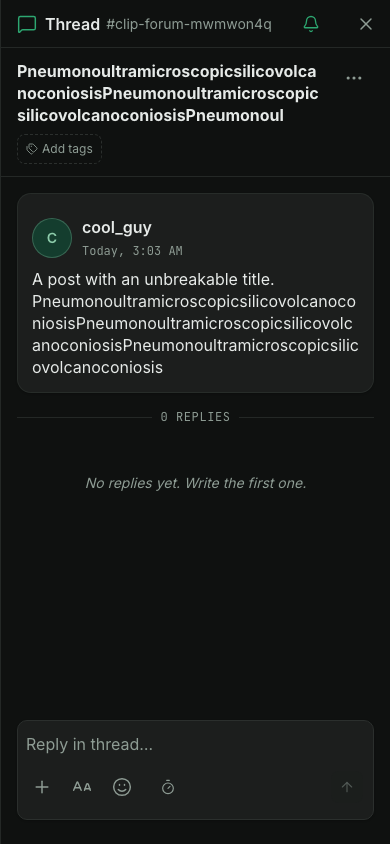 Thread #clip-forum-mwmwon4q
Pneumonoultramicroscopicsilicovolca
noconiosisPneumonoultramicroscopic
silicovolcanoconiosisPneumonoul
Add tags
C
cool_guy
Today, 3:03 AM
A post with an unbreakable title.
Pneumonoultramicroscopicsilicovolcanoco
niosisPneumonoultramicroscopicsilicovolc
anoconiosisPneumonoultramicroscopicsilic
ovolcanoconiosis
0 REPLIES
No replies yet. Write the first one.
Reply in thread...
AA